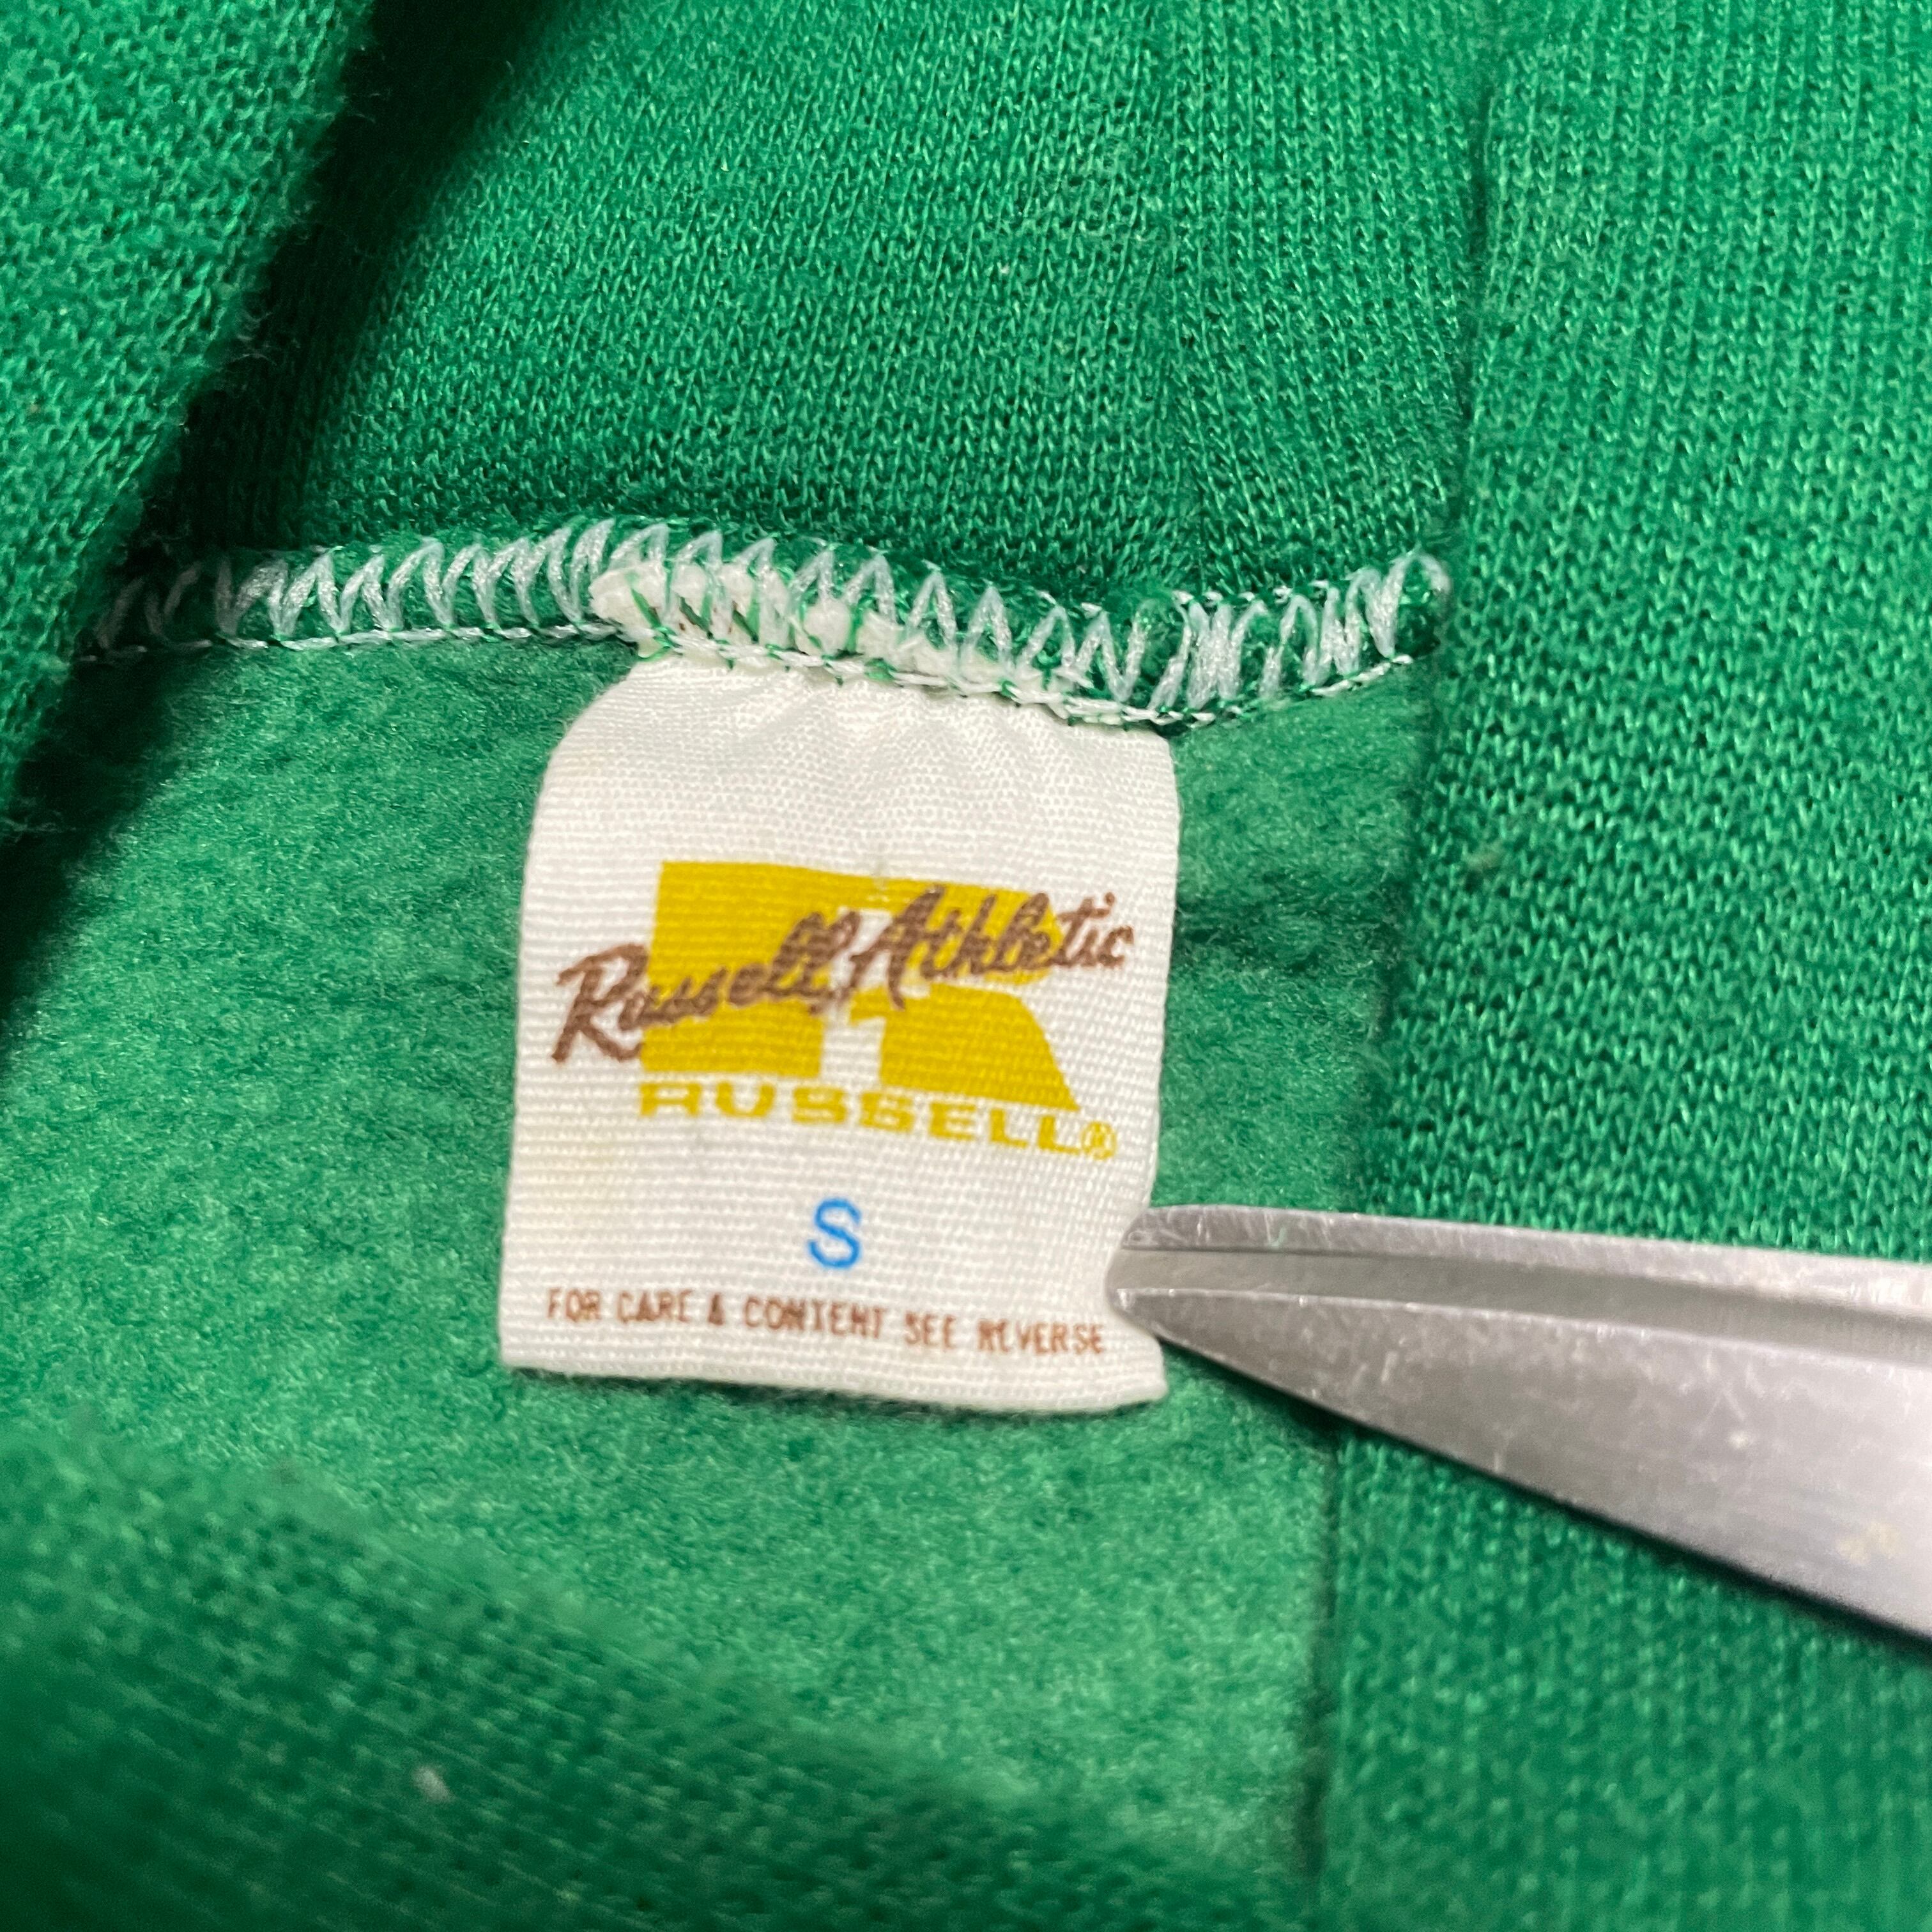 Russell Athletic
R
RUSSELL®
S
FOR CARE & CONTENT SEE REVERSE